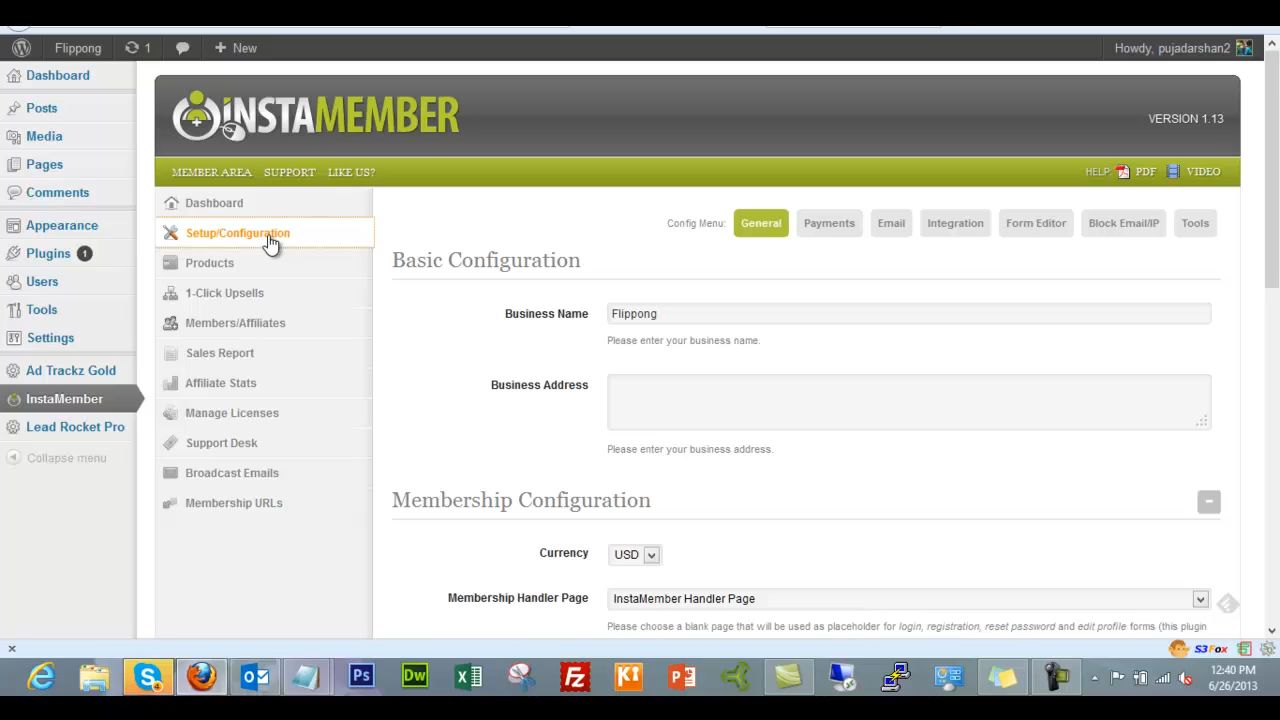 Flippong 1 New Howdy, pujadarshan2
Dashboard
Posts
Media
Pages
Comments
Appearance
Plugins 1
Users
Tools
Settings
Ad Trackz Gold
InstaMember
Lead Rocket Pro
Collapse menu
INSTAMEMBER
VERSION 1.13
MEMBER AREA SUPPORT LIKE US? HELP: PDF VIDEO
Dashboard
Setup/Configuration
Products
1-Click Upsells
Members/Affiliates
Sales Report
Affiliate Stats
Manage Licenses
Support Desk
Broadcast Emails
Membership URLs
Config Menu: General Payments Email Integration Form Editor Block Email/IP Tools
Basic Configuration
Business Name Flippong
Please enter your business name.
Business Address
Please enter your business address.
Membership Configuration
Currency USD
Membership Handler Page InstaMember Handler Page
Please choose a blank page that will be used as placeholder for login, registration, reset password and edit profile forms (this plugin
S3Fox
Ps Dw K1
12:40 PM
6/26/2013